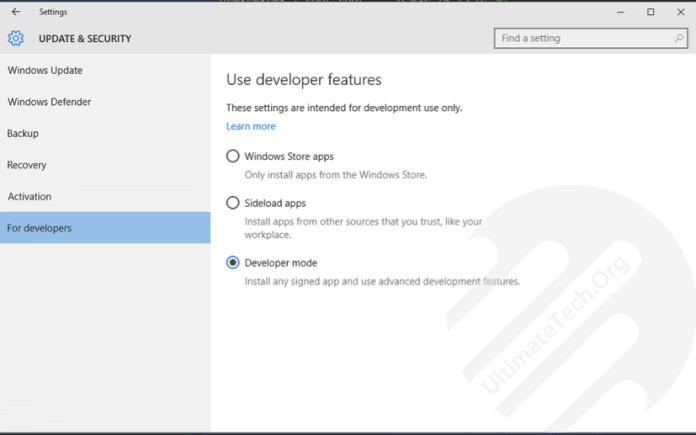 Settings
UPDATE & SECURITY
Find a setting
Windows Update
Windows Defender
Backup
Recovery
Activation
For developers
Use developer features
These settings are intended for development use only.
Learn more
Windows Store apps
Only install apps from the Windows Store.
Sideload apps
Install apps from other sources that you trust, like your
workplace.
Developer mode
Install any signed app and use advanced development features.
UltimateTech.Org